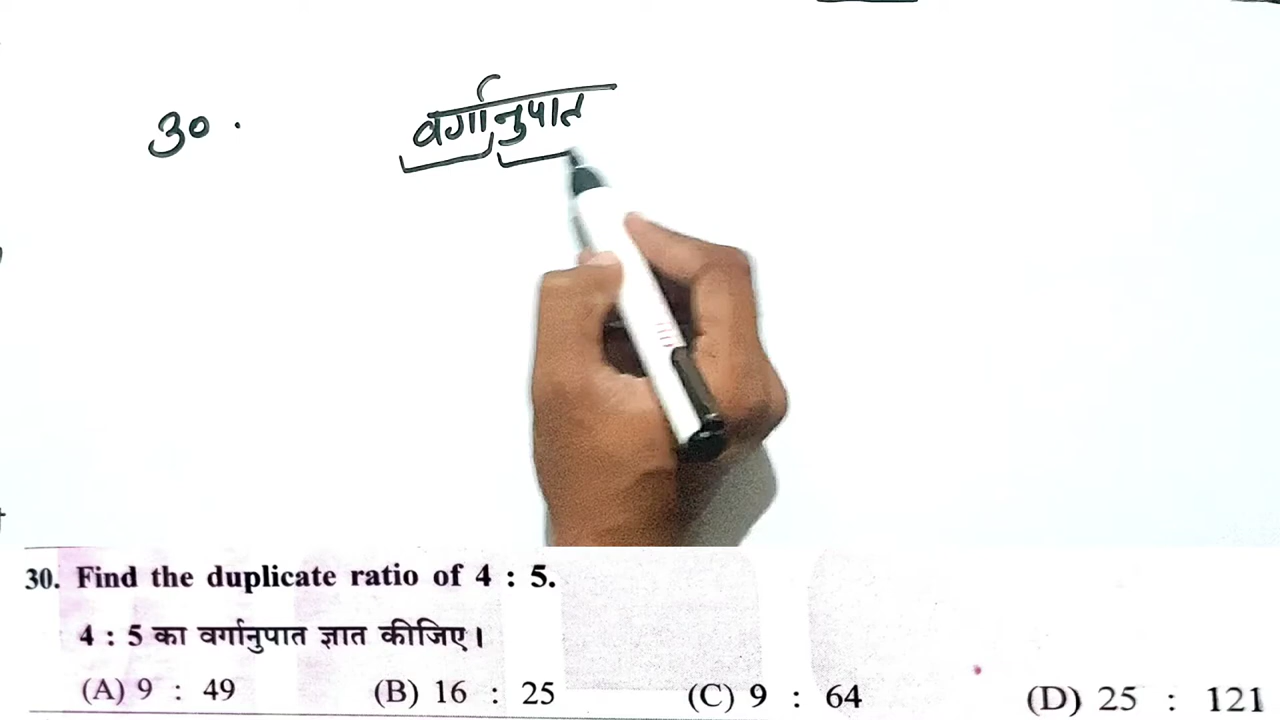 30. वर्गानुपात
30. Find the duplicate ratio of 4 : 5.
4 : 5 का वर्गानुपात ज्ञात कीजिए।
(A) 9 : 49 (B) 16 : 25 (C) 9 : 64 (D) 25 : 121